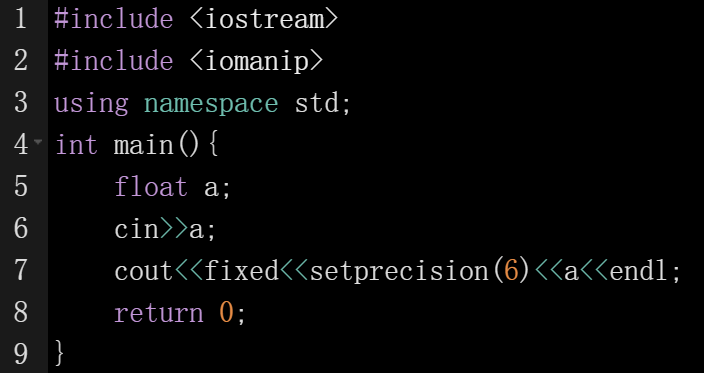 1 #include <iostream>
2 #include <iomanip>
3 using namespace std;
4 int main(){
5     float a;
6     cin>>a;
7     cout<<fixed<<setprecision(6)<<a<<endl;
8     return 0;
9 }